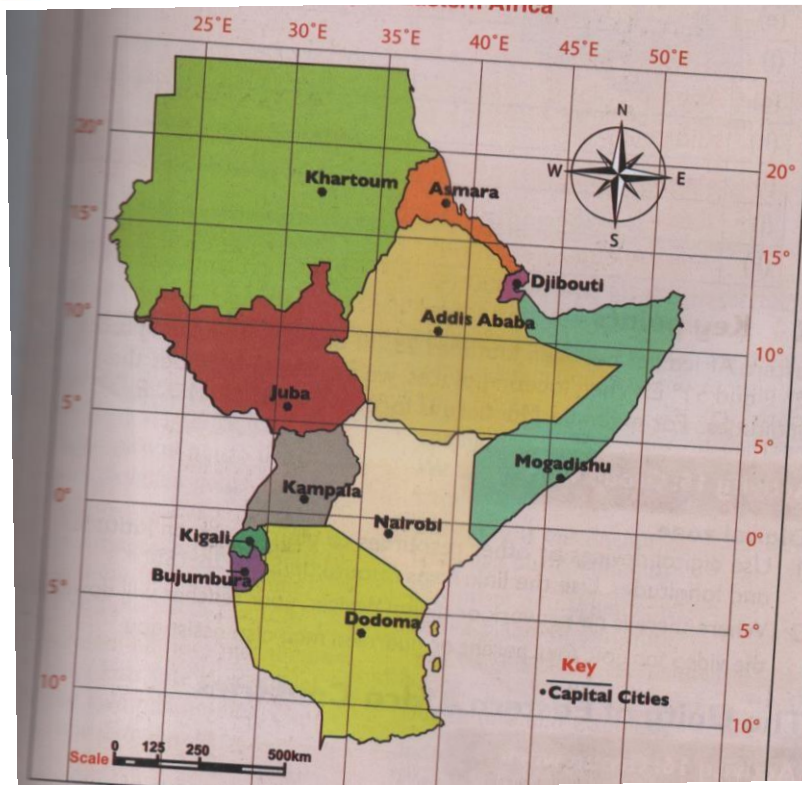 Eastern Africa
25°E 30°E 35°E 40°E 45°E 50°E
N
20° 20°
W E
Khartoum Asmara
S
15° 15°
Djibouti
10° Addis Ababa 10°
Juba
5° 5°
Mogadishu
Kampala
0° 0°
Nairobi
Kigali
Bujumbura
5° 5°
Dodoma
Key
•Capital Cities
10° 10°
Scale 0 125 250 500km